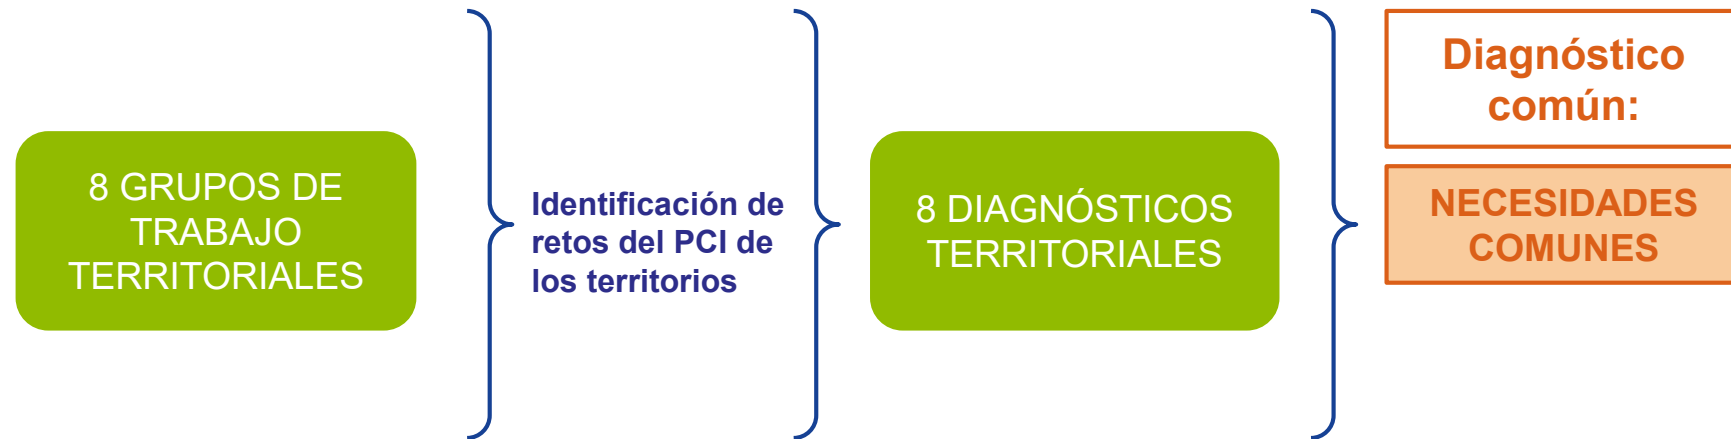 8 GRUPOS DE
TRABAJO
TERRITORIALES
Identificación de
retos del PCI de
los territorios
8 DIAGNÓSTICOS
TERRITORIALES
Diagnóstico
común:
NECESIDADES
COMUNES